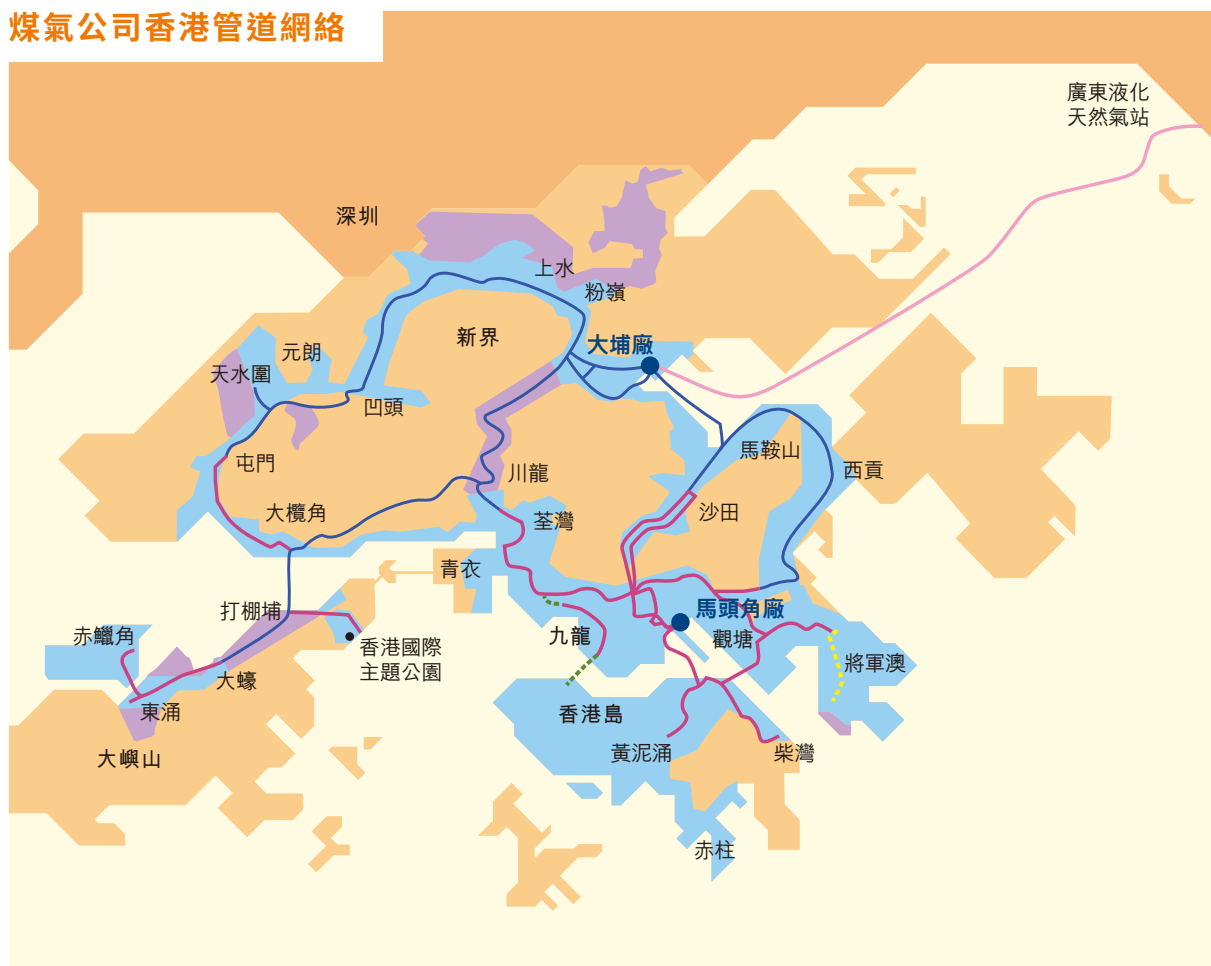 煤氣公司香港管道網絡
廣東液化
天然氣站
深圳
上水
粉嶺
新界
大埔廠
元朗
天水圍
凹頭
屯門
川龍
馬鞍山
西貢
大欖角
荃灣
沙田
青衣
打棚埔
馬頭角廠
赤鱲角
香港國際
主題公園
九龍
觀塘
大蠔
將軍澳
東涌
香港島
大嶼山
黃泥涌
柴灣
赤柱